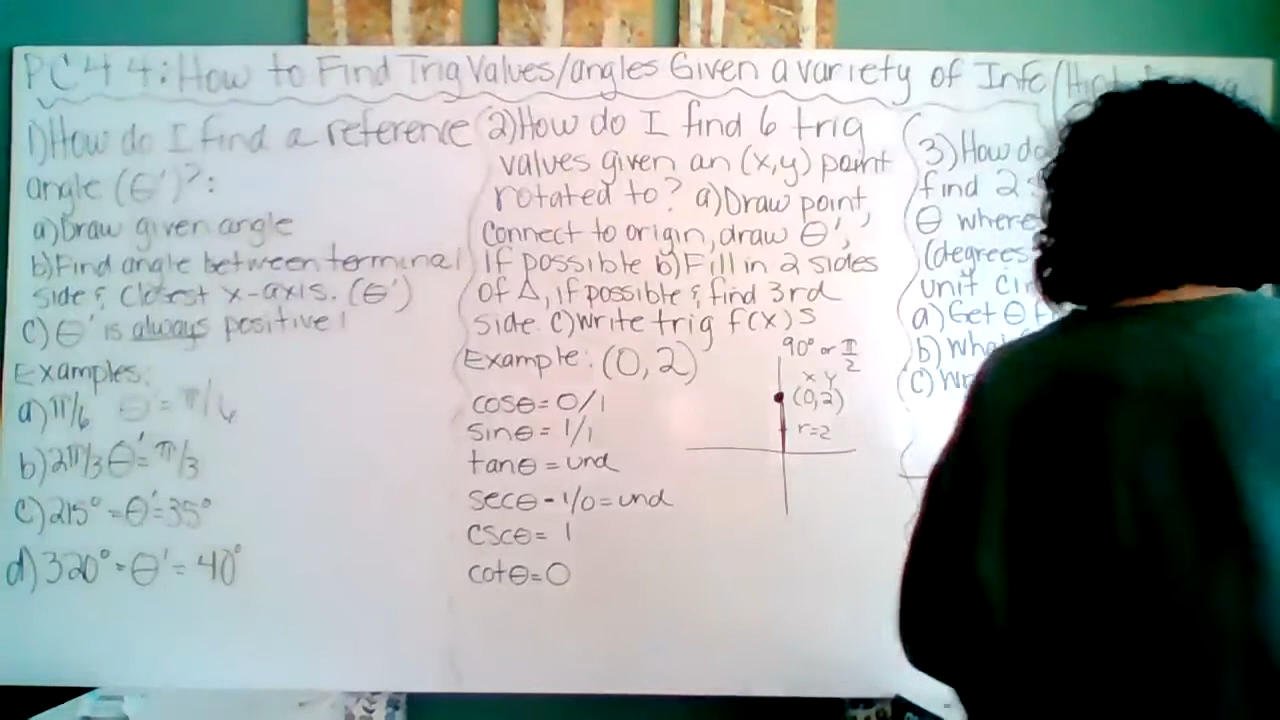 PC 4 4: How to Find Trig Values/angles Given a variety of Info
1) How do I find a reference
angle (θ')?:
a) Draw given angle
b) Find angle between terminal
side & closest x-axis. (θ')
c) θ' is always positive!
Examples:
a) π/6 θ' = π/6
b) 2π/3 θ' = π/3
c) 215° = θ' = 35°
d) 320° = θ' = 40°
2) How do I find 6 trig
values given an (x,y) point
rotated to? a) Draw point,
connect to origin, draw θ',
if possible b) Fill in 2 sides
of Δ, if possible & find 3rd
side. c) Write trig f(x)s
Example: (0, 2)
cosθ = 0/1
sinθ = 1/1
tanθ = und
secθ = 1/0 = und
cscθ = 1
cotθ = 0
90° or π/2
x y
(0,2)
r=2
3) How do
find 2
θ where
(degrees
unit
a) Get θ
b)
c)